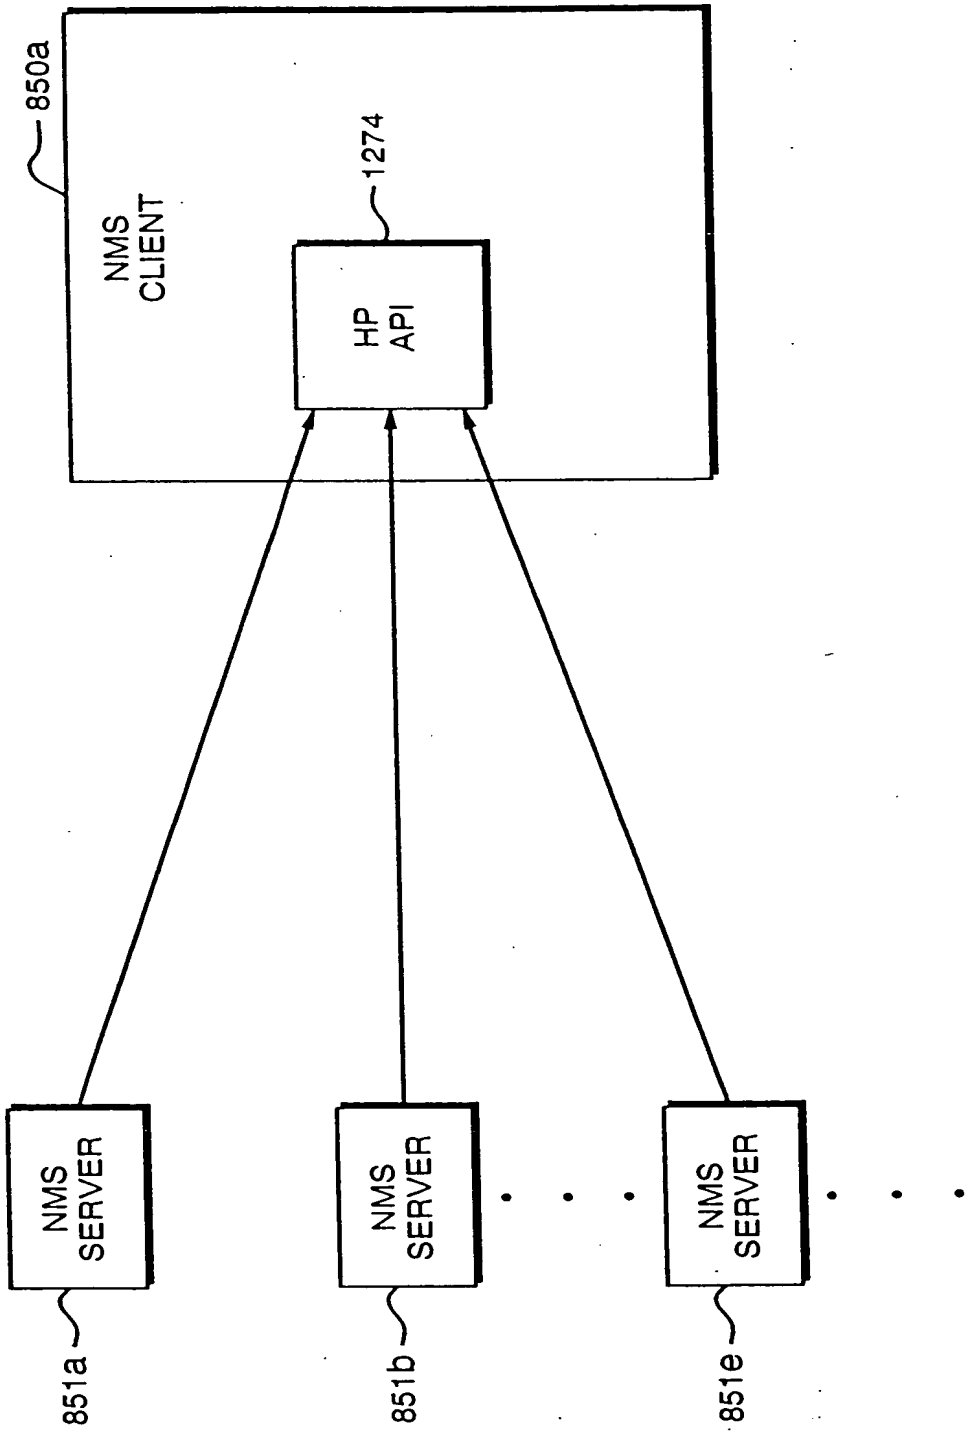 850a
NMS
CLIENT
1274
HP
API
NMS
SERVER
851a
NMS
SERVER
851b
NMS
SERVER
851e